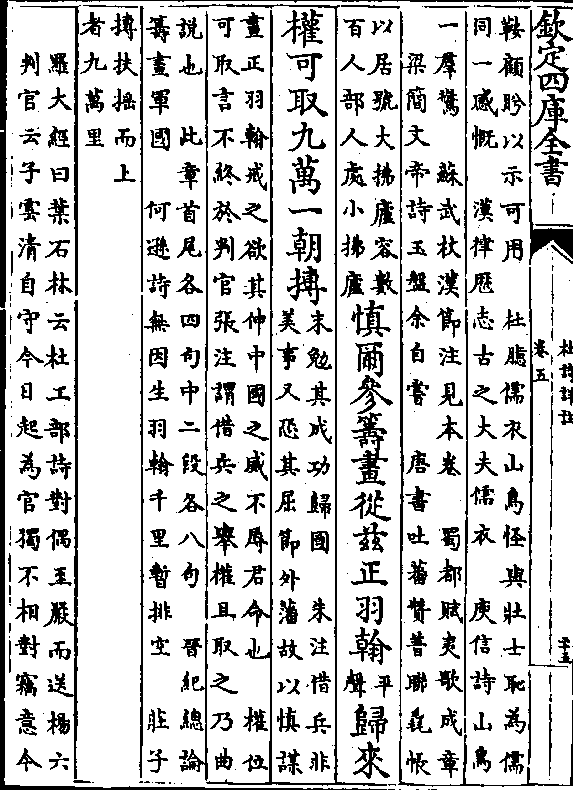 欽定四庫全書
杜詩詳註
卷五
二十五
鞍顧眄以示可用　杜臆儒衣山鳥怪與壯士恥為儒
同一感慨　漢律歷志古之大夫儒衣　庾信詩山鳥
一羣驚　蘇武杖漢節注見本卷　蜀都賦夷歌成章
梁簡文帝詩玉盤余自嘗　唐書吐蕃贊普聯毳帳
以居號大拂廬容數
百人部人處小拂廬
慎爾參籌畫從兹正羽翰平聲歸來
權可取九萬一朝摶
末勉其成功歸國　朱注借兵非
美事又恐其屈節外藩故以慎謀
畫正羽翰戒之欲其伸中國之威不辱君命也　權位
可取言不終於判官張注謂借兵之舉權且取之乃曲
說也　此章首尾各四句中二段各八句　晉紀總論
籌畫軍國　何遜詩無因生羽翰千里暫排空　莊子
摶扶摇而上
者九萬里
羅大經曰葉石林云杜工部詩對偶至嚴而送楊六
判官云子雲清自守今日起為官獨不相對竊意今